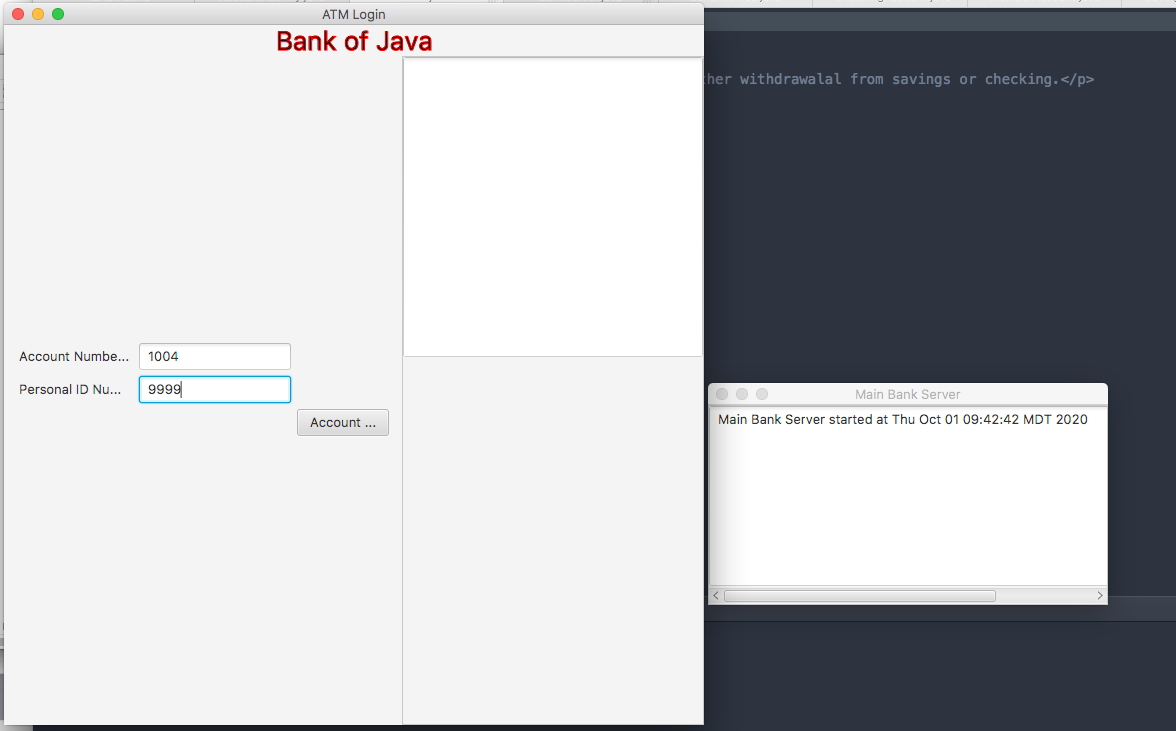 ATM Login
Bank of Java
withdrawalal from savings or checking.</p>
Account Numbe... 1004
Personal ID Nu... 9999
Account ...
Main Bank Server
Main Bank Server started at Thu Oct 01 09:42:42 MDT 2020